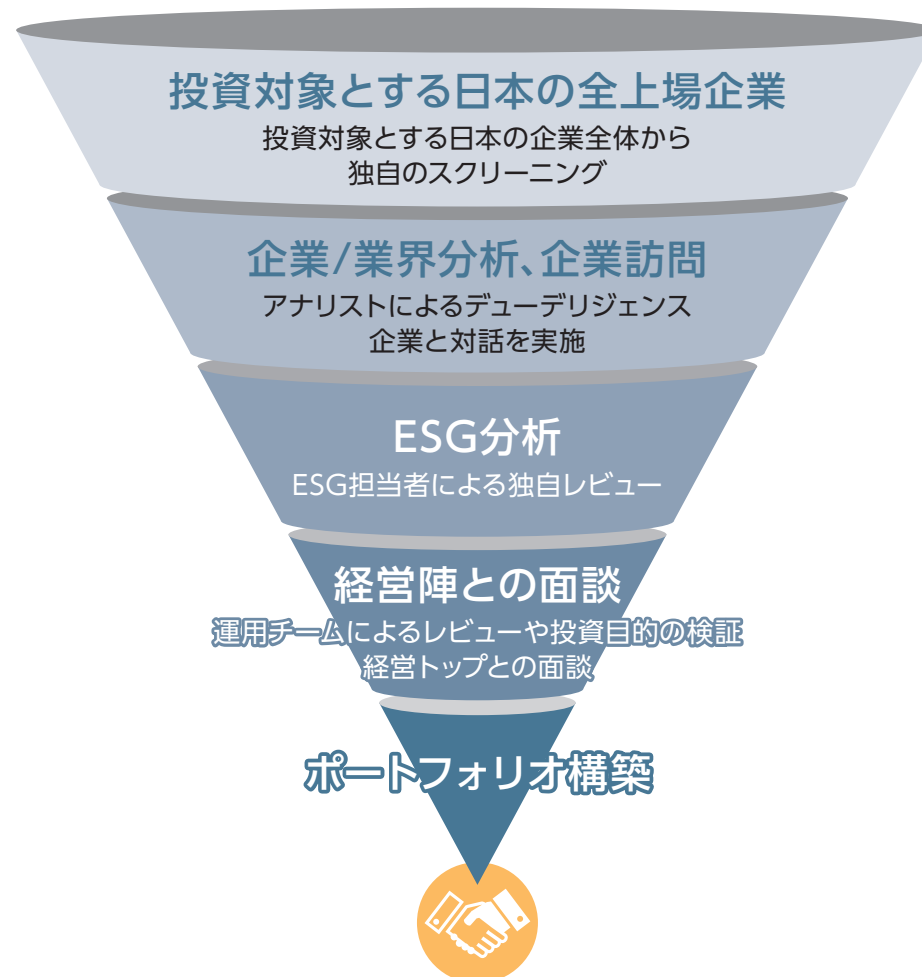 投資対象とする日本の全上場企業
投資対象とする日本の企業全体から
独自のスクリーニング
企業/業界分析、企業訪問
アナリストによるデューデリジェンス
企業と対話を実施
ESG分析
ESG担当者による独自レビュー
経営陣との面談
運用チームによるレビューや投資目的の検証
経営トップとの面談
ポートフォリオ構築